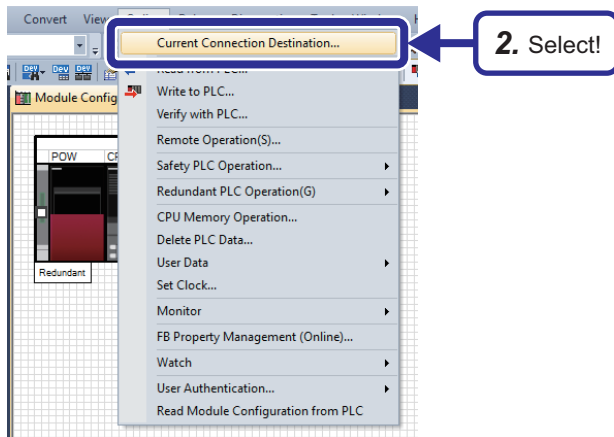 Convert View
Current Connection Destination...
2. Select!
Read from PLC...
Module Config
Write to PLC...
Verify with PLC...
Remote Operation(S)...
POW
Safety PLC Operation...
Redundant PLC Operation(G)
CPU Memory Operation...
Delete PLC Data...
Redundant
User Data
Set Clock...
Monitor
FB Property Management (Online)...
Watch
User Authentication...
Read Module Configuration from PLC